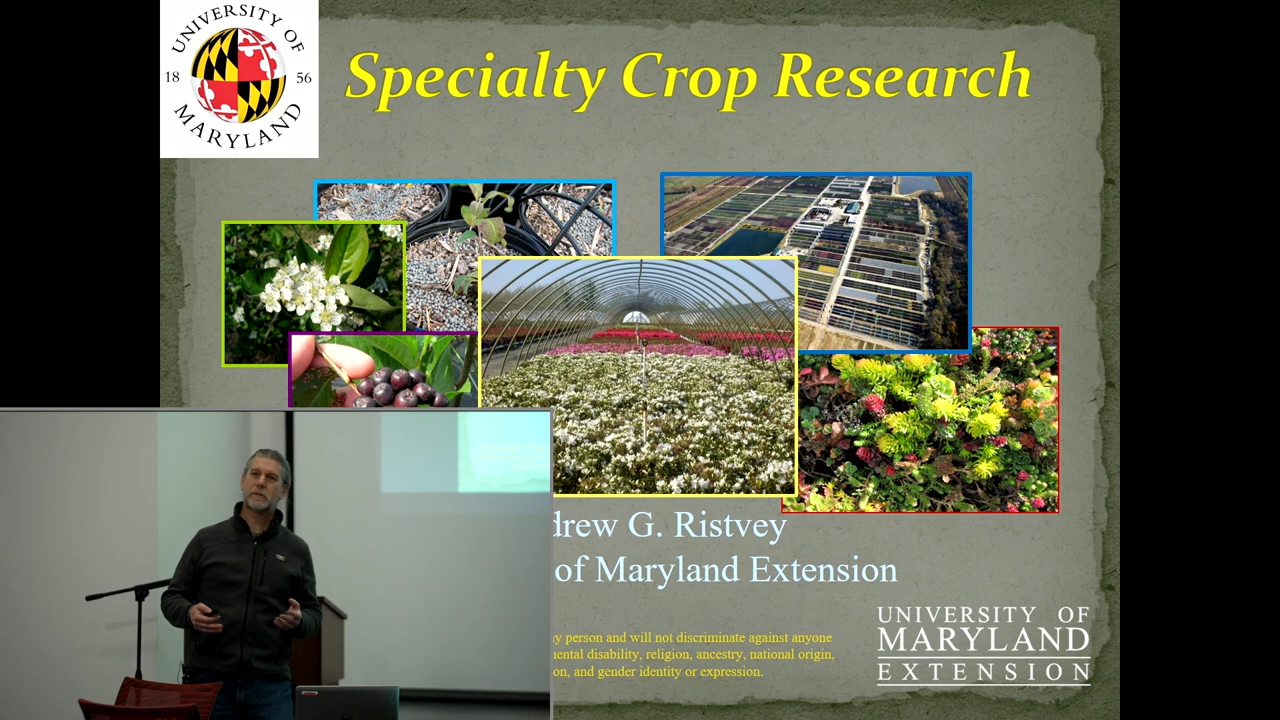 UNIVERSITY OF
18 56
MARYLAND
Specialty Crop Research
drew G. Ristvey
of Maryland Extension
y person and will not discriminate against anyone
ental disability, religion, ancestry, national origin,
on, and gender identity or expression.
UNIVERSITY OF
MARYLAND
EXTENSION